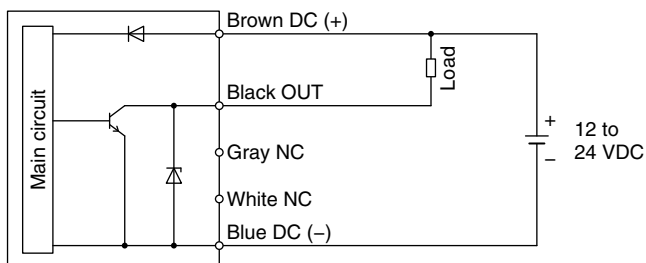 Brown DC (+)
Load
Black OUT
Main circuit
Gray NC
+
12 to
24 VDC
−
White NC
Blue DC (−)